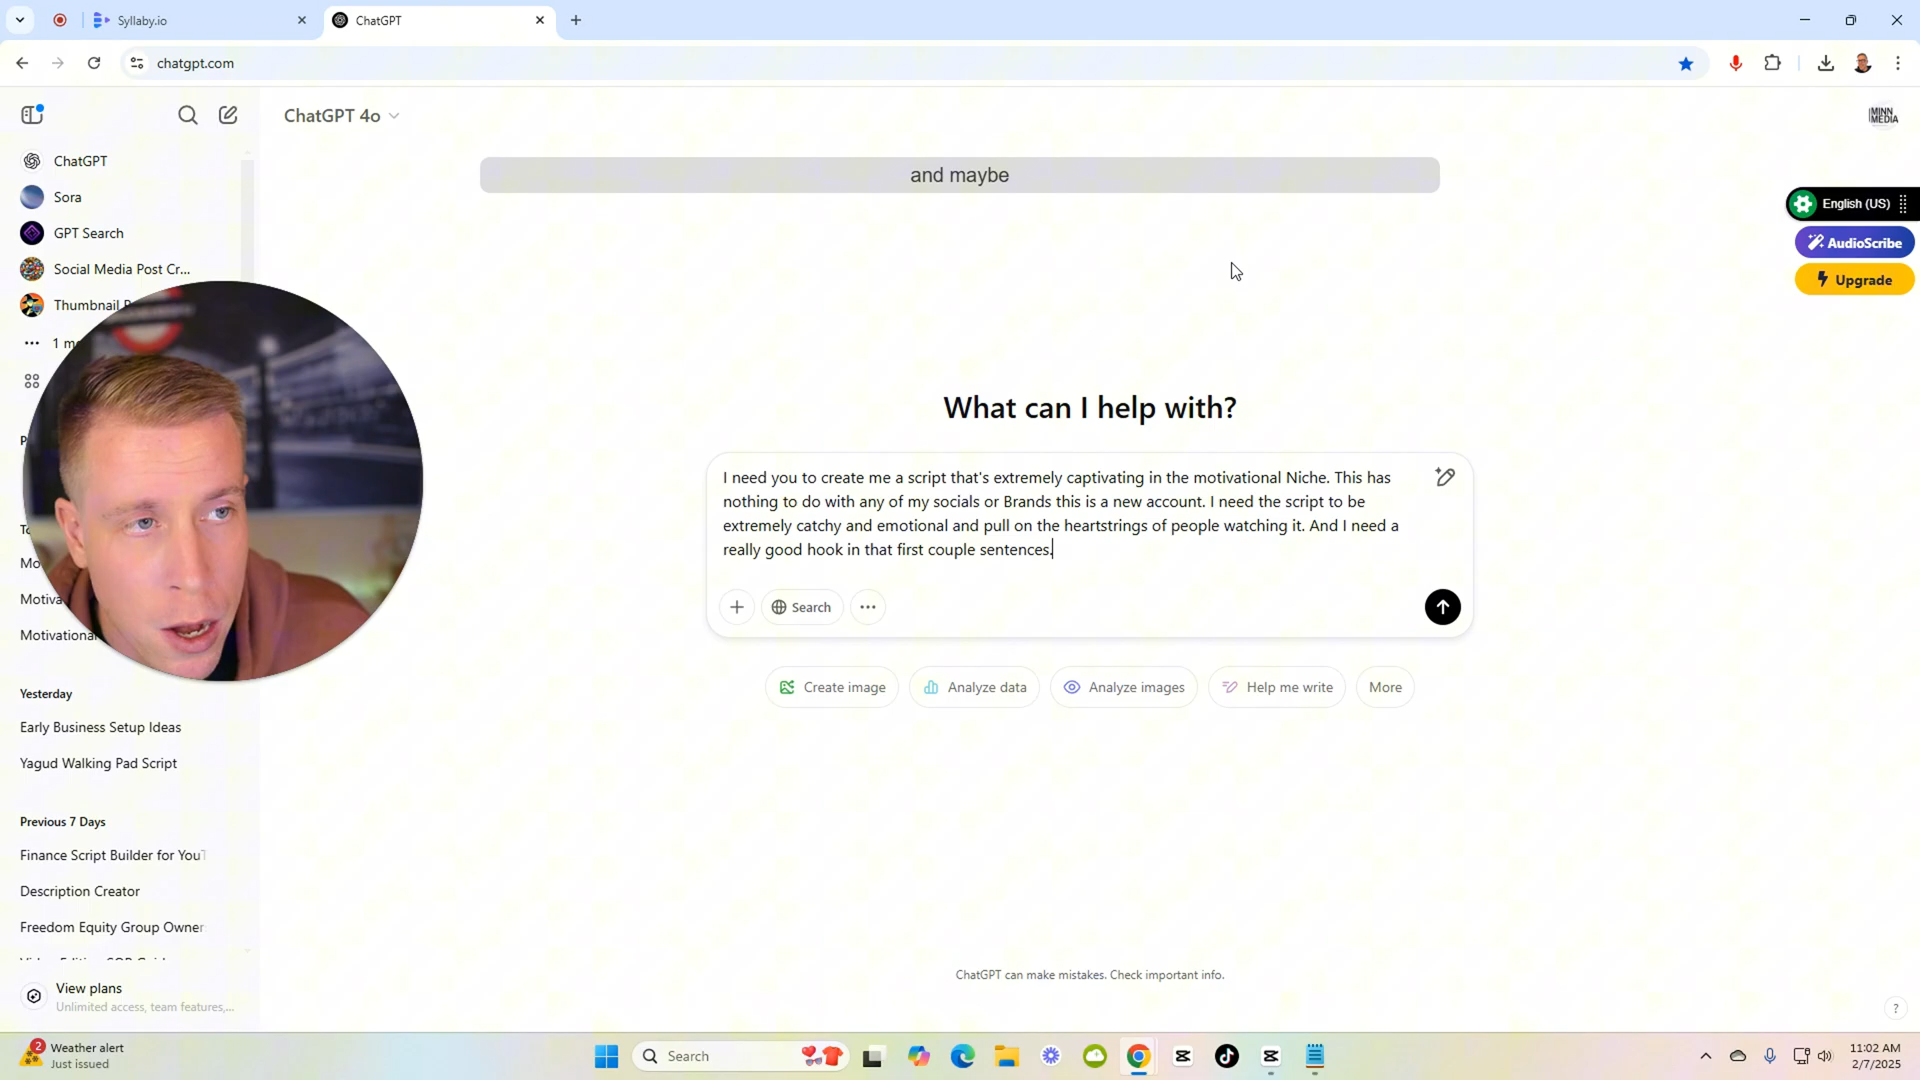 Syllaby.io
ChatGPT
chatgpt.com
ChatGPT 4o
MINN
MEDIA
ChatGPT
Sora
GPT Search
Social Media Post Cr...
Thumbnail
and maybe
English (US)
AudioScribe
Upgrade
What can I help with?
I need you to create me a script that's extremely captivating in the motivational Niche. This has
nothing to do with any of my socials or Brands this is a new account. I need the script to be
extremely catchy and emotional and pull on the heartstrings of people watching it. And I need a
really good hook in that first couple sentences.
Search
Create image
Analyze data
Analyze images
Help me write
More
Motivational
Yesterday
Early Business Setup Ideas
Yagud Walking Pad Script
Previous 7 Days
Finance Script Builder for You
Description Creator
Freedom Equity Group Owner
View plans
Unlimited access, team features,...
ChatGPT can make mistakes. Check important info.
?
2
Weather alert
Just issued
Search
11:02 AM
2/7/2025